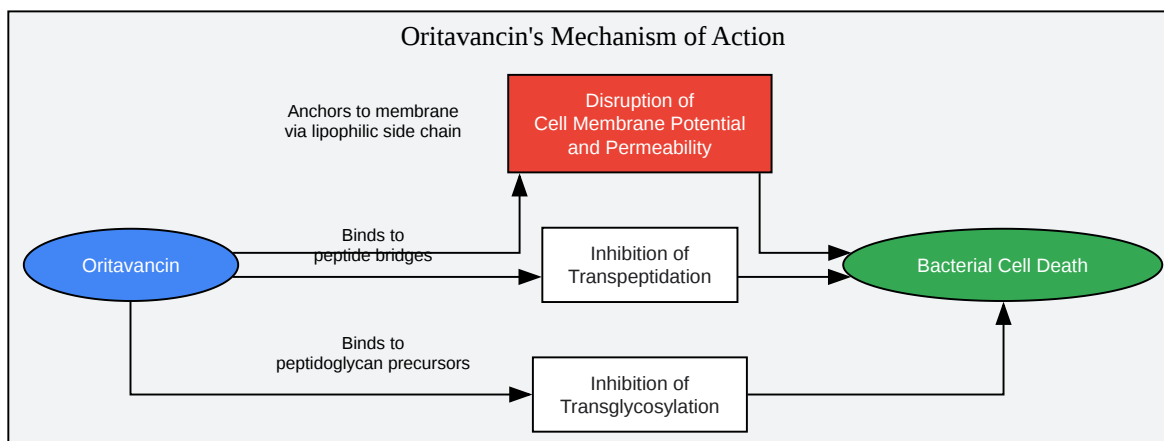 Oritavancin's Mechanism of Action
Anchors to membrane
via lipophilic side chain
Disruption of
Cell Membrane Potential
and Permeability
Oritavancin
Binds to
peptide bridges
Inhibition of
Transpeptidation
Bacterial Cell Death
Binds to
peptidoglycan precursors
Inhibition of
Transglycosylation